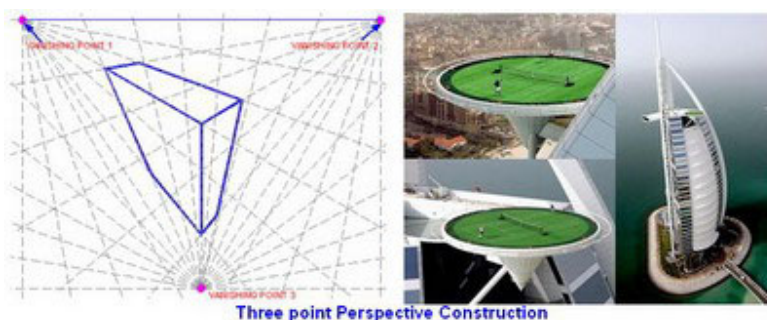 VANISHING POINT 1
VANISHING POINT 2
VANISHING POINT 3
Three point Perspective Construction